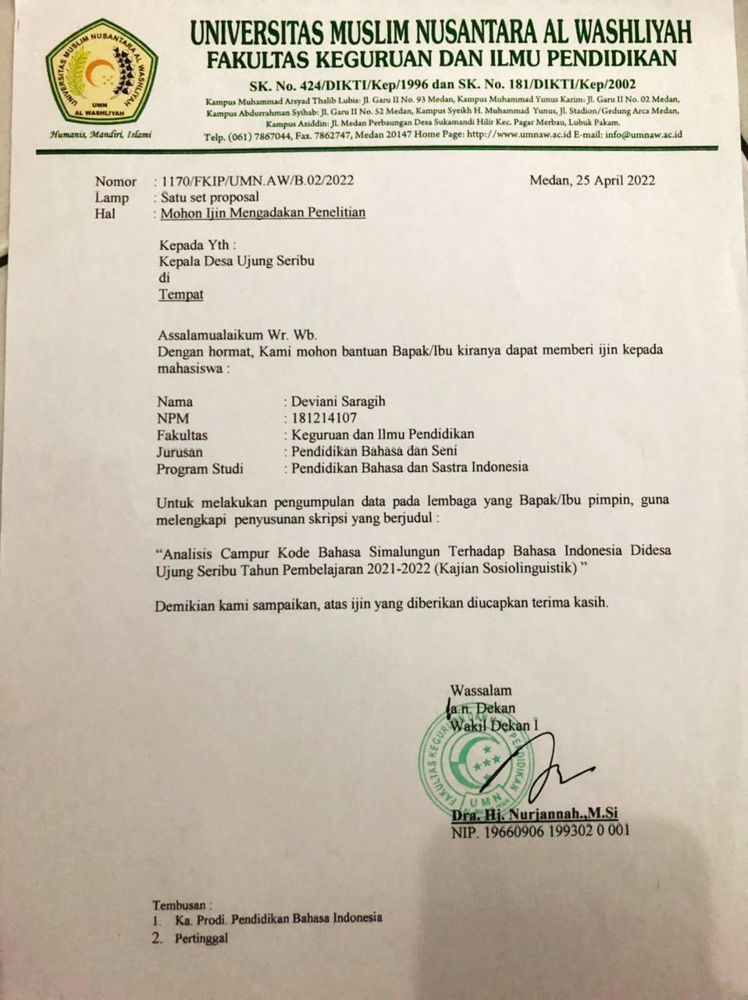 UNIVERSITAS MUSLIM NUSANTARA AL WASHLIYAH
UMN
AL WASHLIYAH
Humanis, Mandiri, Islami
UNIVERSITAS MUSLIM NUSANTARA AL WASHLIYAH
FAKULTAS KEGURUAN DAN ILMU PENDIDIKAN
SK. No. 424/DIKTI/Kep/1996 dan SK. No. 181/DIKTI/Kep/2002
Kampus Muhammad Arsyad Thalib Lubis: Jl. Garu II No. 93 Medan, Kampus Muhammad Yunus Karim: Jl. Garu II No. 02 Medan,
Kampus Abdurrahman Syihab: Jl. Garu II No. 52 Medan, Kampus Syeikh H. Muhammad Yunus, Jl. Stadion/Gedung Arca Medan,
Kampus Aziddin: Jl. Medan Perbaungan Desa Sukamandi Hilir Kec. Pagar Merbau, Lubuk Pakam.
Telp. (061) 7867044, Fax. 7862747, Medan 20147 Home Page: http://www.umnaw.ac.id E-mail: info@umnaw.ac.id
Nomor : 1170/FKIP/UMN.AW/B.02/2022 Medan, 25 April 2022
Lamp : Satu set proposal
Hal : Mohon Ijin Mengadakan Penelitian
Kepada Yth :
Kepala Desa Ujung Seribu
di
Tempat
Assalamualaikum Wr. Wb.
Dengan hormat, Kami mohon bantuan Bapak/Ibu kiranya dapat memberi ijin kepada
mahasiswa :
Nama : Deviani Saragih
NPM : 181214107
Fakultas : Keguruan dan Ilmu Pendidikan
Jurusan : Pendidikan Bahasa dan Seni
Program Studi : Pendidikan Bahasa dan Sastra Indonesia
Untuk melakukan pengumpulan data pada lembaga yang Bapak/Ibu pimpin, guna
melengkapi penyusunan skripsi yang berjudul :
“Analisis Campur Kode Bahasa Simalungun Terhadap Bahasa Indonesia Didesa
Ujung Seribu Tahun Pembelajaran 2021-2022 (Kajian Sosiolinguistik) ”
Demikian kami sampaikan, atas ijin yang diberikan diucapkan terima kasih.
Wassalam
a.n. Dekan
Wakil Dekan I
FAKULTAS KEGURUAN DAN ILMU PENDIDIKAN
UMN
Dra. Hj. Nurjannah.,M.Si
NIP. 19660906 199302 0 001
Tembusan :
1. Ka. Prodi. Pendidikan Bahasa Indonesia
2. Pertinggal